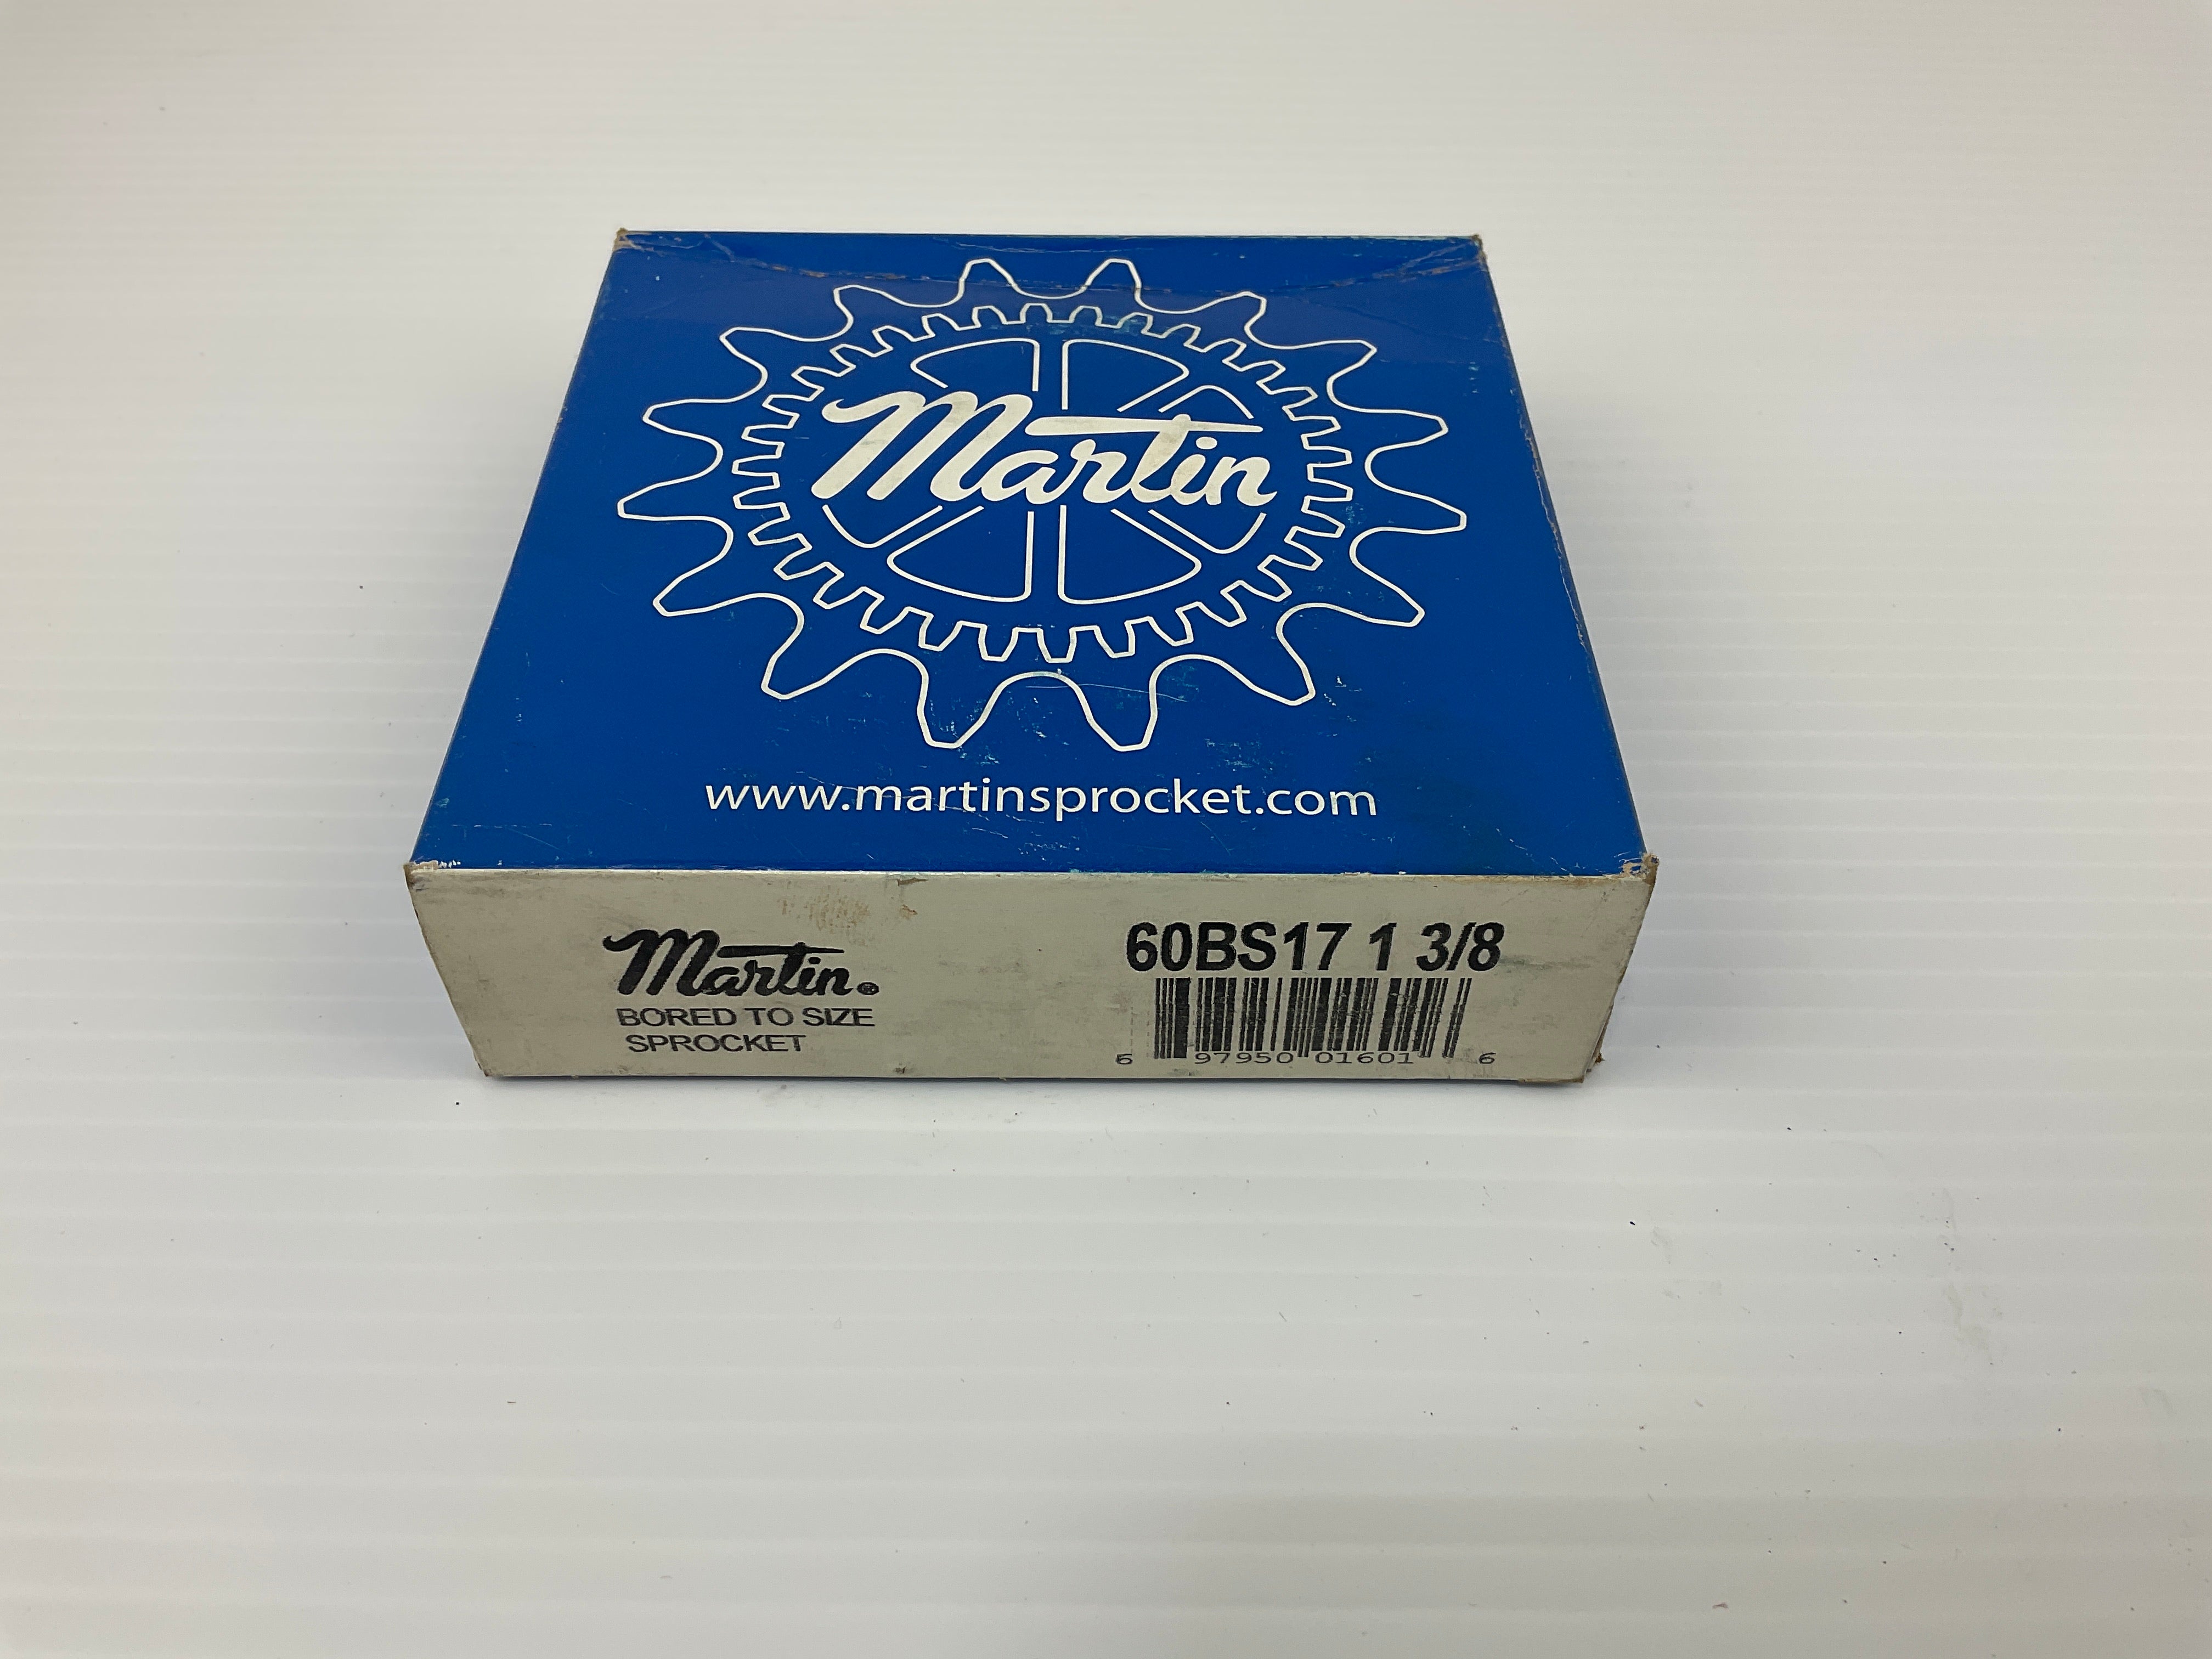 Martin
www.martinsprocket.com
Martin®
BORED TO SIZE
SPROCKET
60BS17 1 3/8
6 97950 01601 6